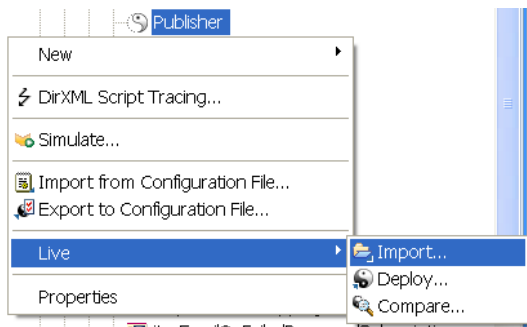 Publisher
New
DirXML Script Tracing...
Simulate...
Import from Configuration File...
Export to Configuration File...
Live
Import...
Deploy...
Properties
Compare...